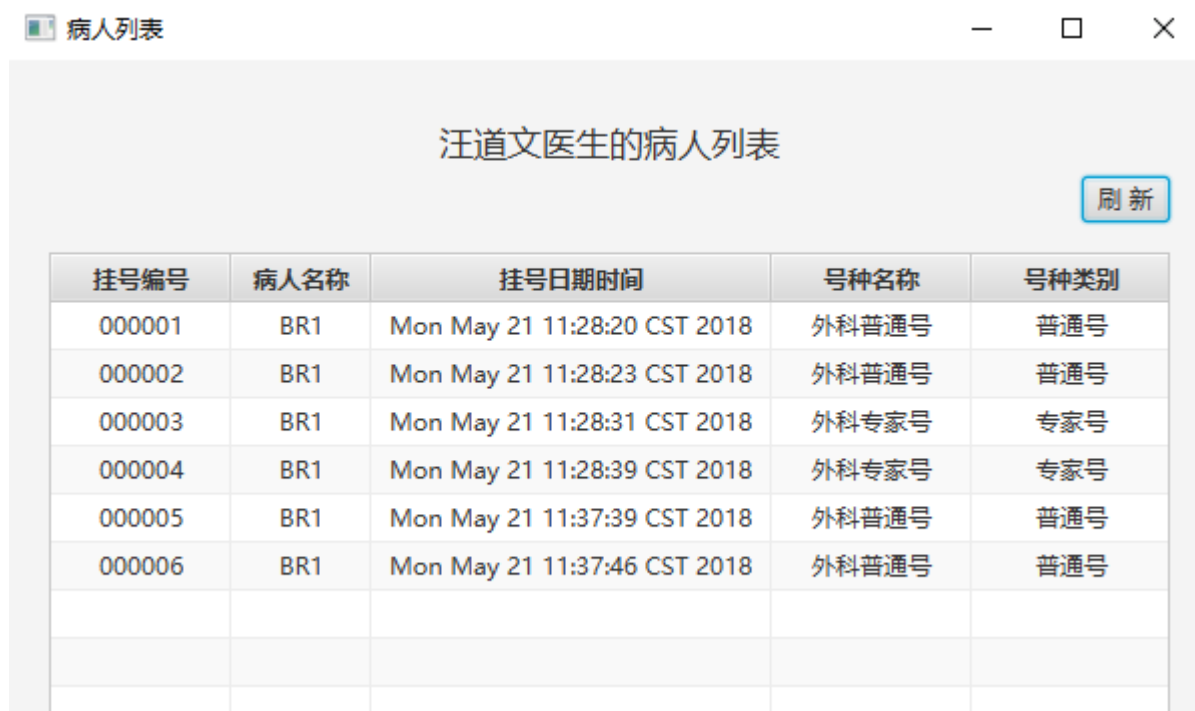 病人列表
汪道文医生的病人列表
刷 新
挂号编号 病人名称 挂号日期时间 号种名称 号种类别
000001 BR1 Mon May 21 11:28:20 CST 2018 外科普通号 普通号
000002 BR1 Mon May 21 11:28:23 CST 2018 外科普通号 普通号
000003 BR1 Mon May 21 11:28:31 CST 2018 外科专家号 专家号
000004 BR1 Mon May 21 11:28:39 CST 2018 外科专家号 专家号
000005 BR1 Mon May 21 11:37:39 CST 2018 外科普通号 普通号
000006 BR1 Mon May 21 11:37:46 CST 2018 外科普通号 普通号